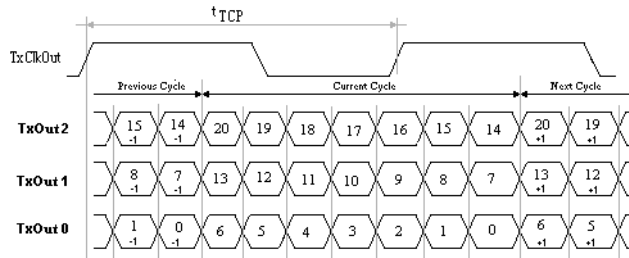 t TCP
TxClkOut
Previous Cycle Current Cycle Next Cycle
TxOut 2 15 -1 14 -1 20 19 18 17 16 15 14 20 +1 19 +1
TxOut 1 8 -1 7 -1 13 12 11 10 9 8 7 13 +1 12 +1
TxOut 0 1 -1 0 -1 6 5 4 3 2 1 0 6 +1 5 +1